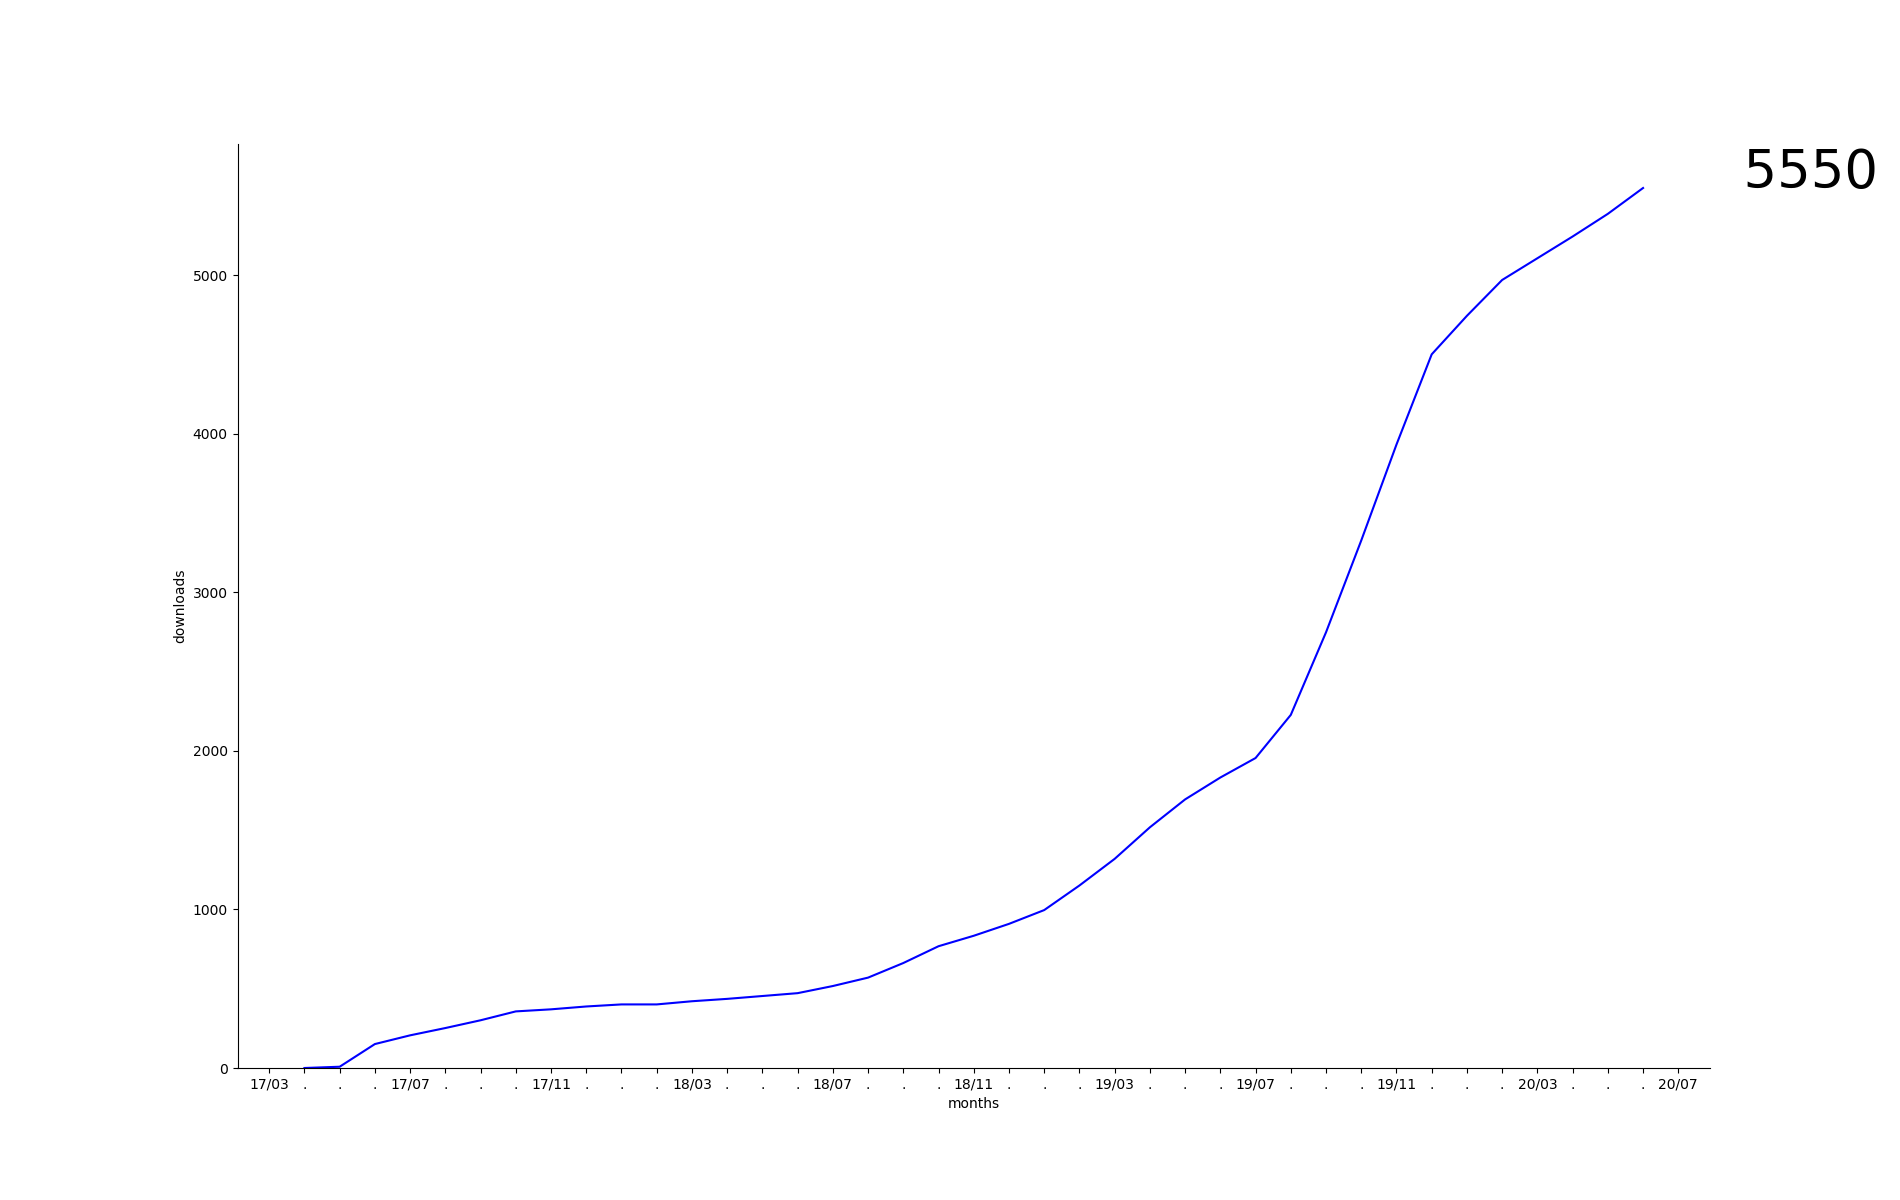 5550
5000
4000
3000
2000
1000
0
downloads
17/03 . . . 17/07 . . . 17/11 . . . 18/03 . . . 18/07 . . . 18/11 . . . 19/03 . . . 19/07 . . . 19/11 . . . 20/03 . . . 20/07
months